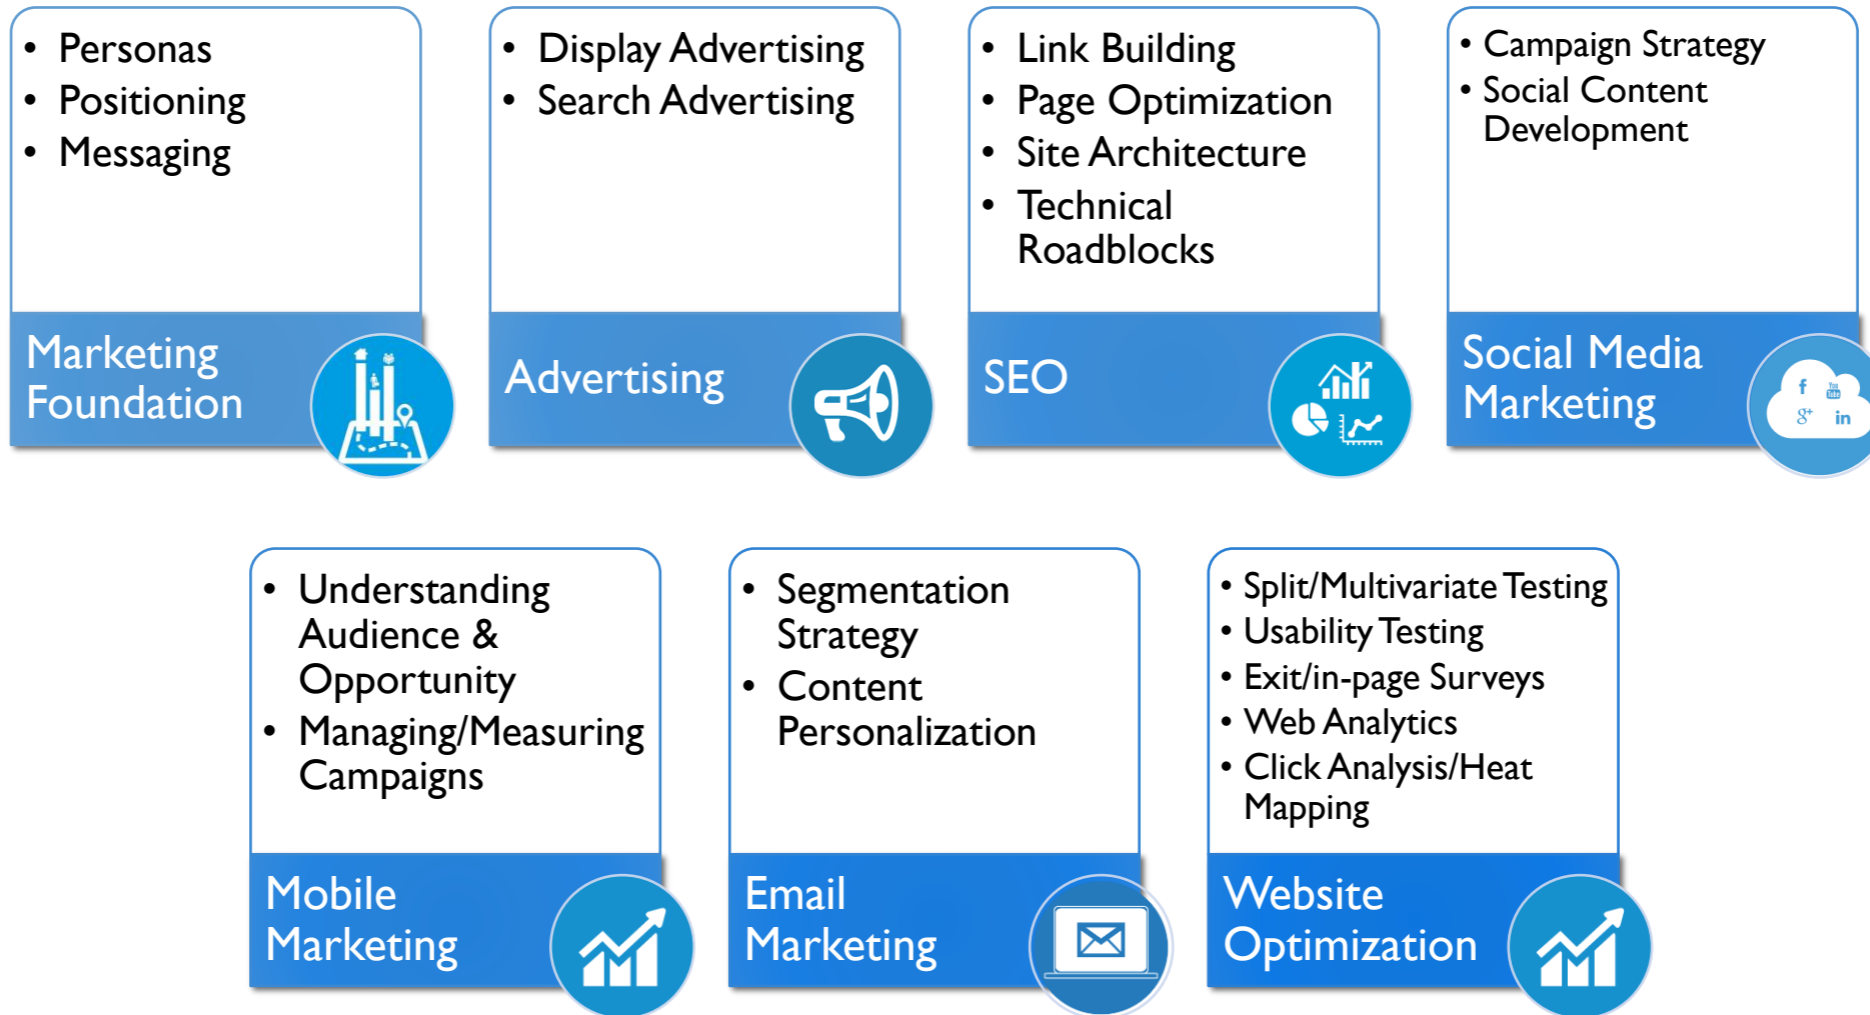 • Personas
• Positioning
• Messaging
Marketing
Foundation
• Display Advertising
• Search Advertising
Advertising
• Link Building
• Page Optimization
• Site Architecture
• Technical
Roadblocks
SEO
• Campaign Strategy
• Social Content
Development
Social Media
Marketing
f
You
Tube
g+
in
• Understanding
Audience &
Opportunity
• Managing/Measuring
Campaigns
Mobile
Marketing
• Segmentation
Strategy
• Content
Personalization
Email
Marketing
• Split/Multivariate Testing
• Usability Testing
• Exit/in-page Surveys
• Web Analytics
• Click Analysis/Heat
Mapping
Website
Optimization